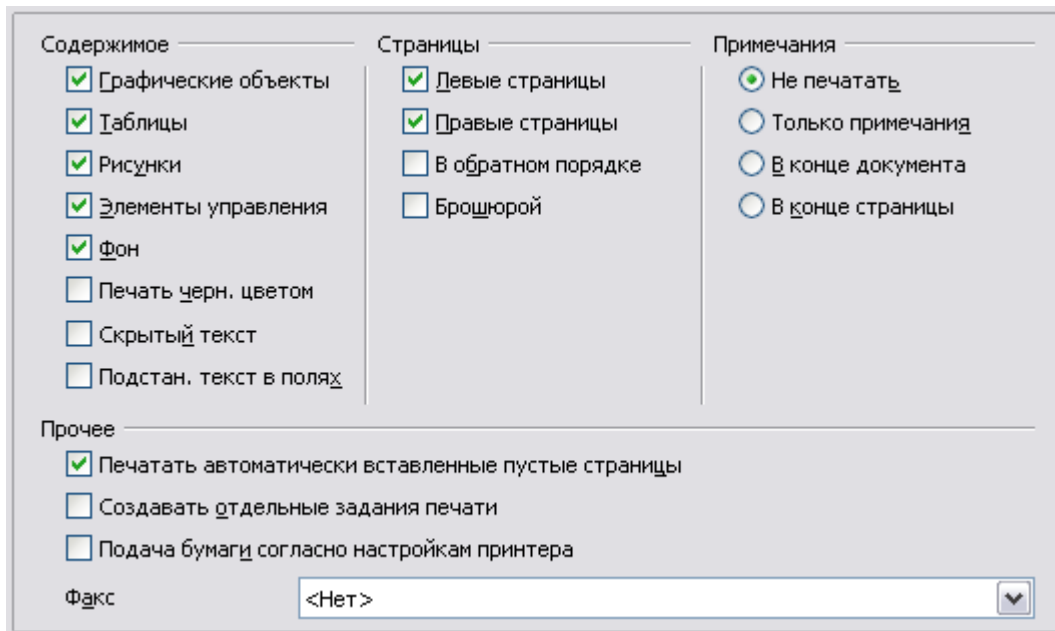 Содержимое
Графические объекты
Таблицы
Рисунки
Элементы управления
Фон
Печать черн. цветом
Скрытый текст
Подстан. текст в полях
Страницы
Левые страницы
Правые страницы
В обратном порядке
Брошюрой
Примечания
Не печатать
Только примечания
В конце документа
В конце страницы
Прочее
Печатать автоматически вставленные пустые страницы
Создавать отдельные задания печати
Подача бумаги согласно настройкам принтера
Факс
<Нет>